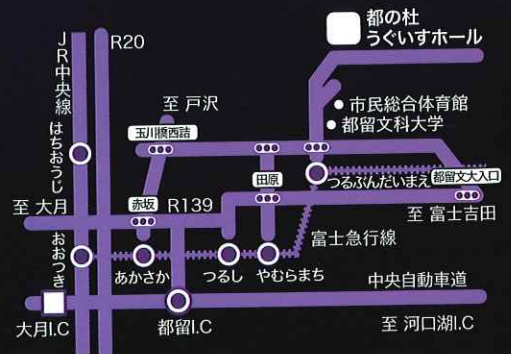 都の杜
うぐいすホール
JR中央線
R20
至 戸沢
市民総合体育館
都留文科大学
玉川橋西詰
はちおうじ
つるぶんだいまえ
都留文大入口
田原
赤坂
R139
至 大月
至 富士吉田
富士急行線
おおつき
あかさか
つるし
やむらまち
中央自動車道
大月I.C
都留I.C
至 河口湖I.C